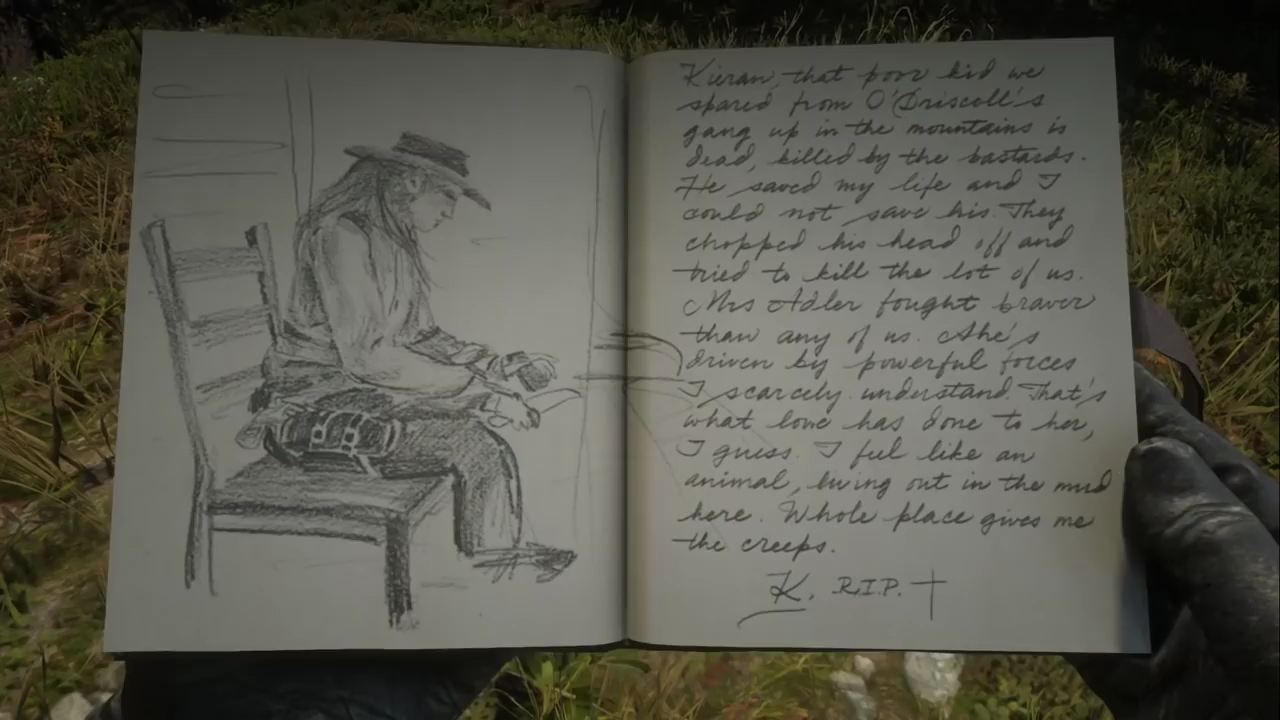 Kieran, that poor kid we
spared from O'Driscoll's
gang up in the mountains is
dead, killed by the bastards.
He saved my life and I
could not save his. They
chopped his head off and
tried to kill the lot of us.
Mrs Adler fought braver
than any of us. She's
driven by powerful forces
I scarcely understand. That's
what love has done to her,
I guess. I feel like an
animal, living out in the mud
here. Whole place gives me
the creeps.
K. R.I.P. †